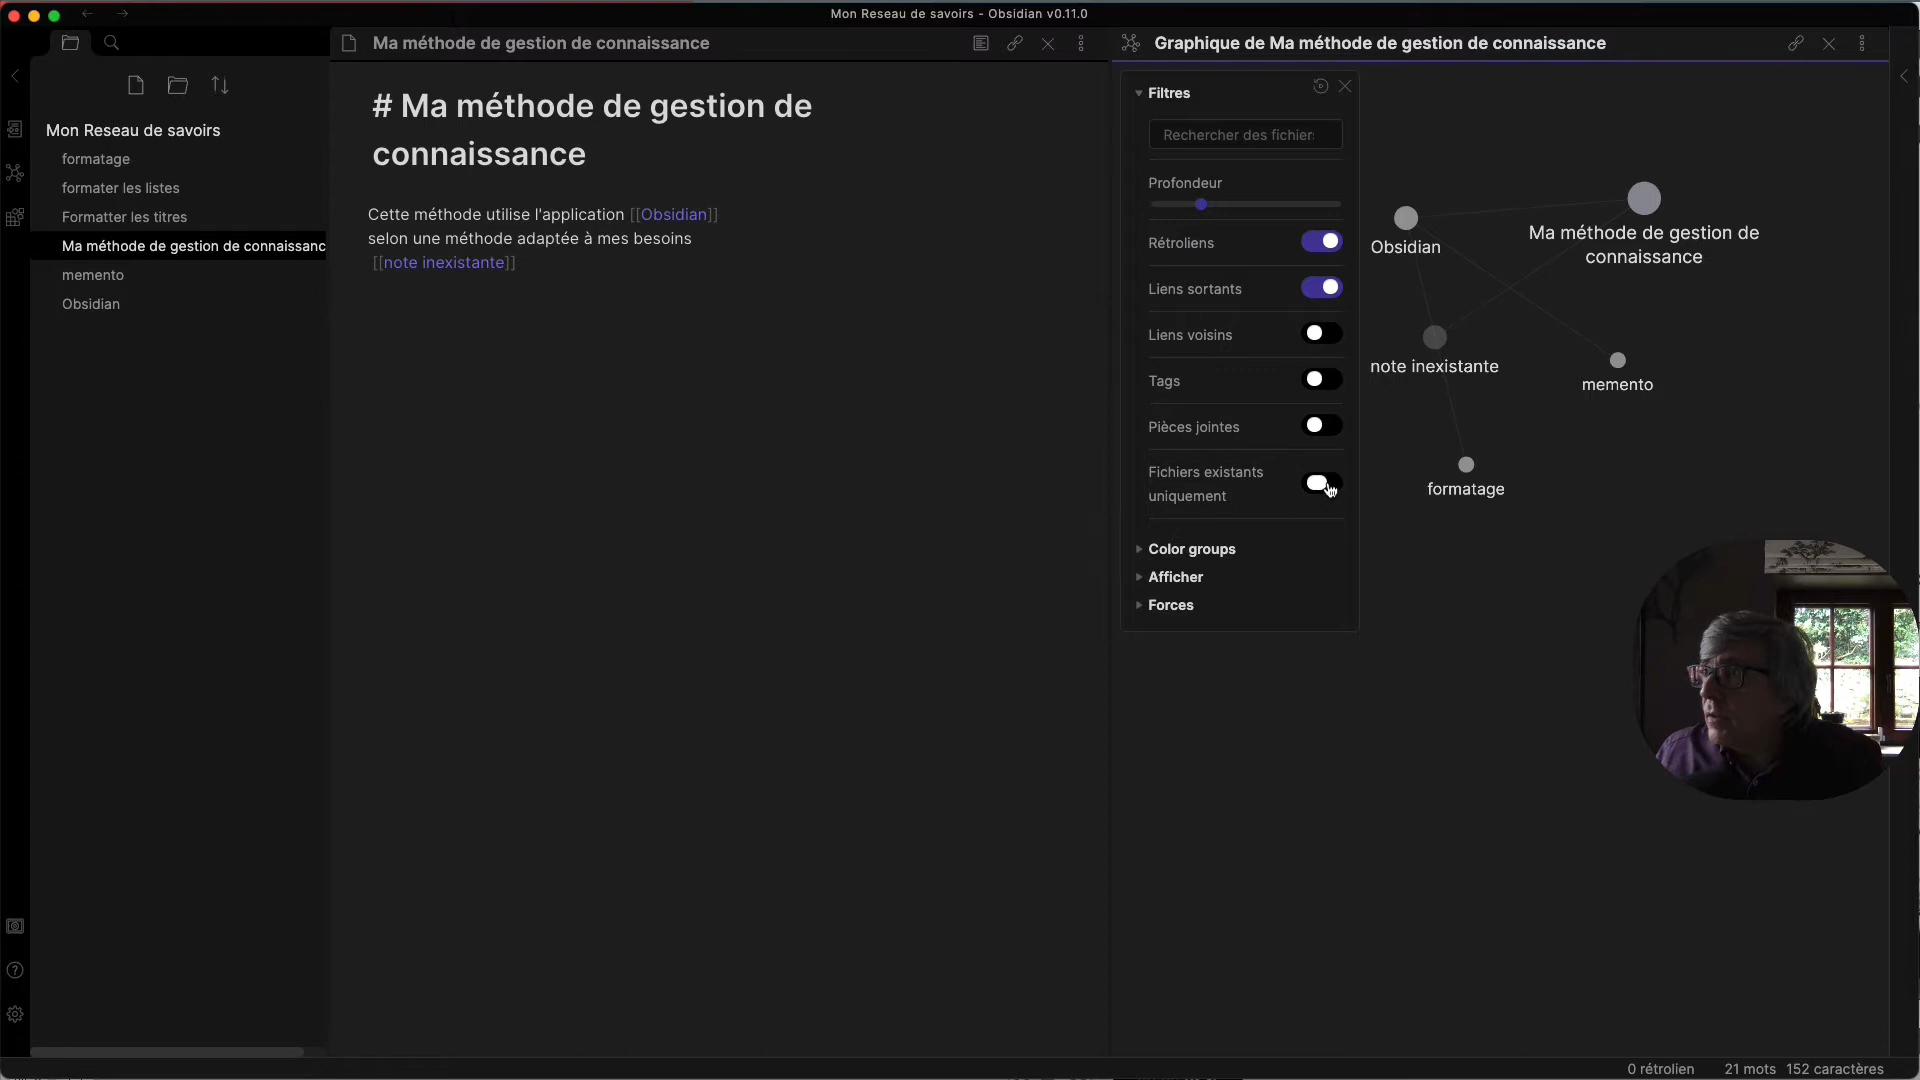 Mon Reseau de savoirs - Obsidian v0.11.0
Ma méthode de gestion de connaissance
Graphique de Ma méthode de gestion de connaissance
Mon Reseau de savoirs
formatage
formater les listes
Formatter les titres
Ma méthode de gestion de connaissanc
memento
Obsidian
# Ma méthode de gestion de
connaissance
Cette méthode utilise l'application [[Obsidian]]
selon une méthode adaptée à mes besoins
[[note inexistante]]
Filtres
Rechercher des fichier
Profondeur
Rétroliens
Liens sortants
Liens voisins
Tags
Pièces jointes
Fichiers existants
uniquement
Color groups
Afficher
Forces
Obsidian
Ma méthode de gestion de
connaissance
note inexistante
memento
formatage
0 rétrolien
21 mots
152 caractères